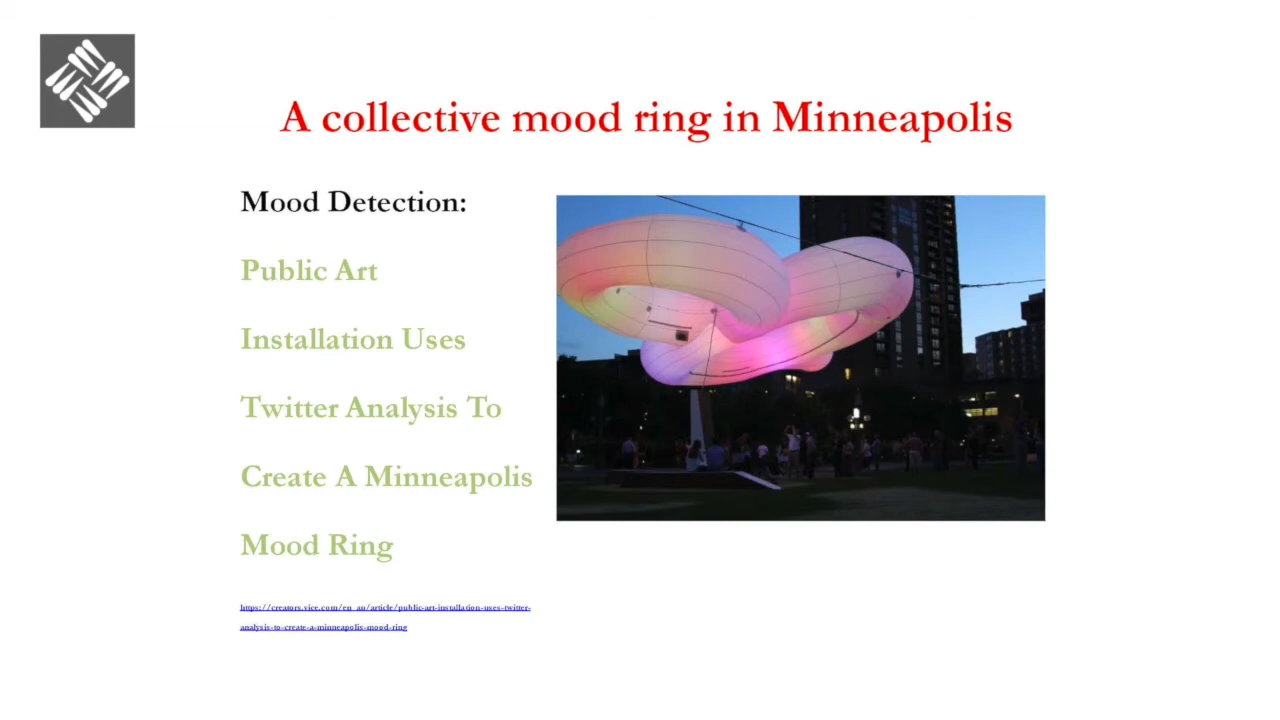 A collective mood ring in Minneapolis
Mood Detection:
Public Art
Installation Uses
Twitter Analysis To
Create A Minneapolis
Mood Ring
https://creators.vice.com/en_au/article/public-art-installation-uses-twitter-
analysis-to-create-a-minneapolis-mood-ring